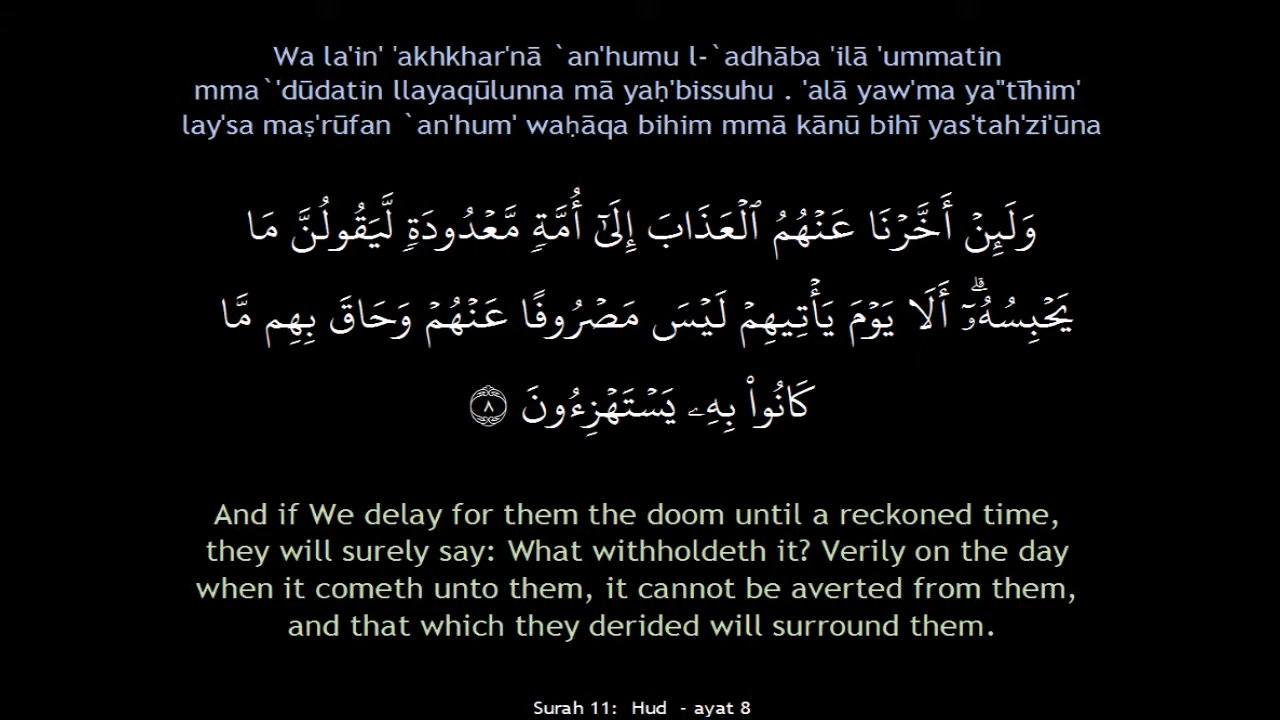 Wa la'in' 'akhkhar'nā `an'humu l-`adhāba 'ilā 'ummatin
mma`'dūdatin llayaqūlunna mā yaḥ'bissuhu . 'alā yaw'ma ya"tīhim'
lay'sa maṣ'rūfan `an'hum' waḥāqa bihim mmā kānū bihī yas'tah'zi'ūna
وَلَئِنۡ أَخَّرۡنَا عَنۡهُمُ ٱلۡعَذَابَ إِلَىٰٓ أُمَّةٖ مَّعۡدُودَةٖ لَّيَقُولُنَّ مَا
يَحۡبِسُهُۥٓۗ أَلَا يَوۡمَ يَأۡتِيهِمۡ لَيۡسَ مَصۡرُوفًا عَنۡهُمۡ وَحَاقَ بِهِم مَّا
كَانُواْ بِهِۦ يَسۡتَهۡزِءُونَ ٨
And if We delay for them the doom until a reckoned time,
they will surely say: What withholdeth it? Verily on the day
when it cometh unto them, it cannot be averted from them,
and that which they derided will surround them.
Surah 11: Hud - ayat 8